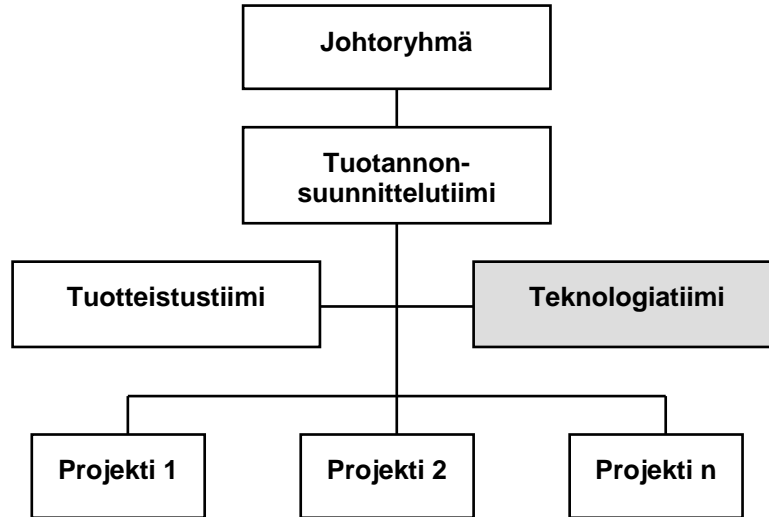 Johtoryhmä
Tuotannon-
suunnittelutiimi
Tuotteistustiimi
Teknologiatiimi
Projekti 1
Projekti 2
Projekti n